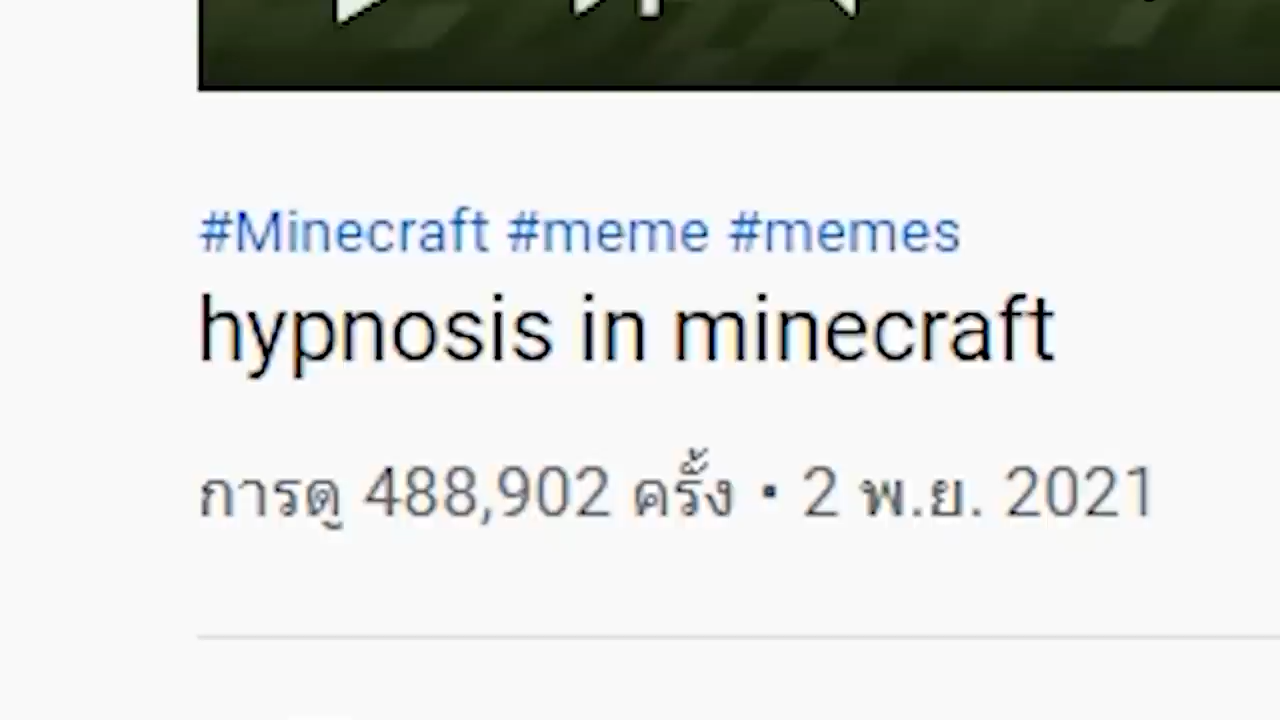 #Minecraft #meme #memes
hypnosis in minecraft
การดู 488,902 ครั้ง • 2 พ.ย. 2021